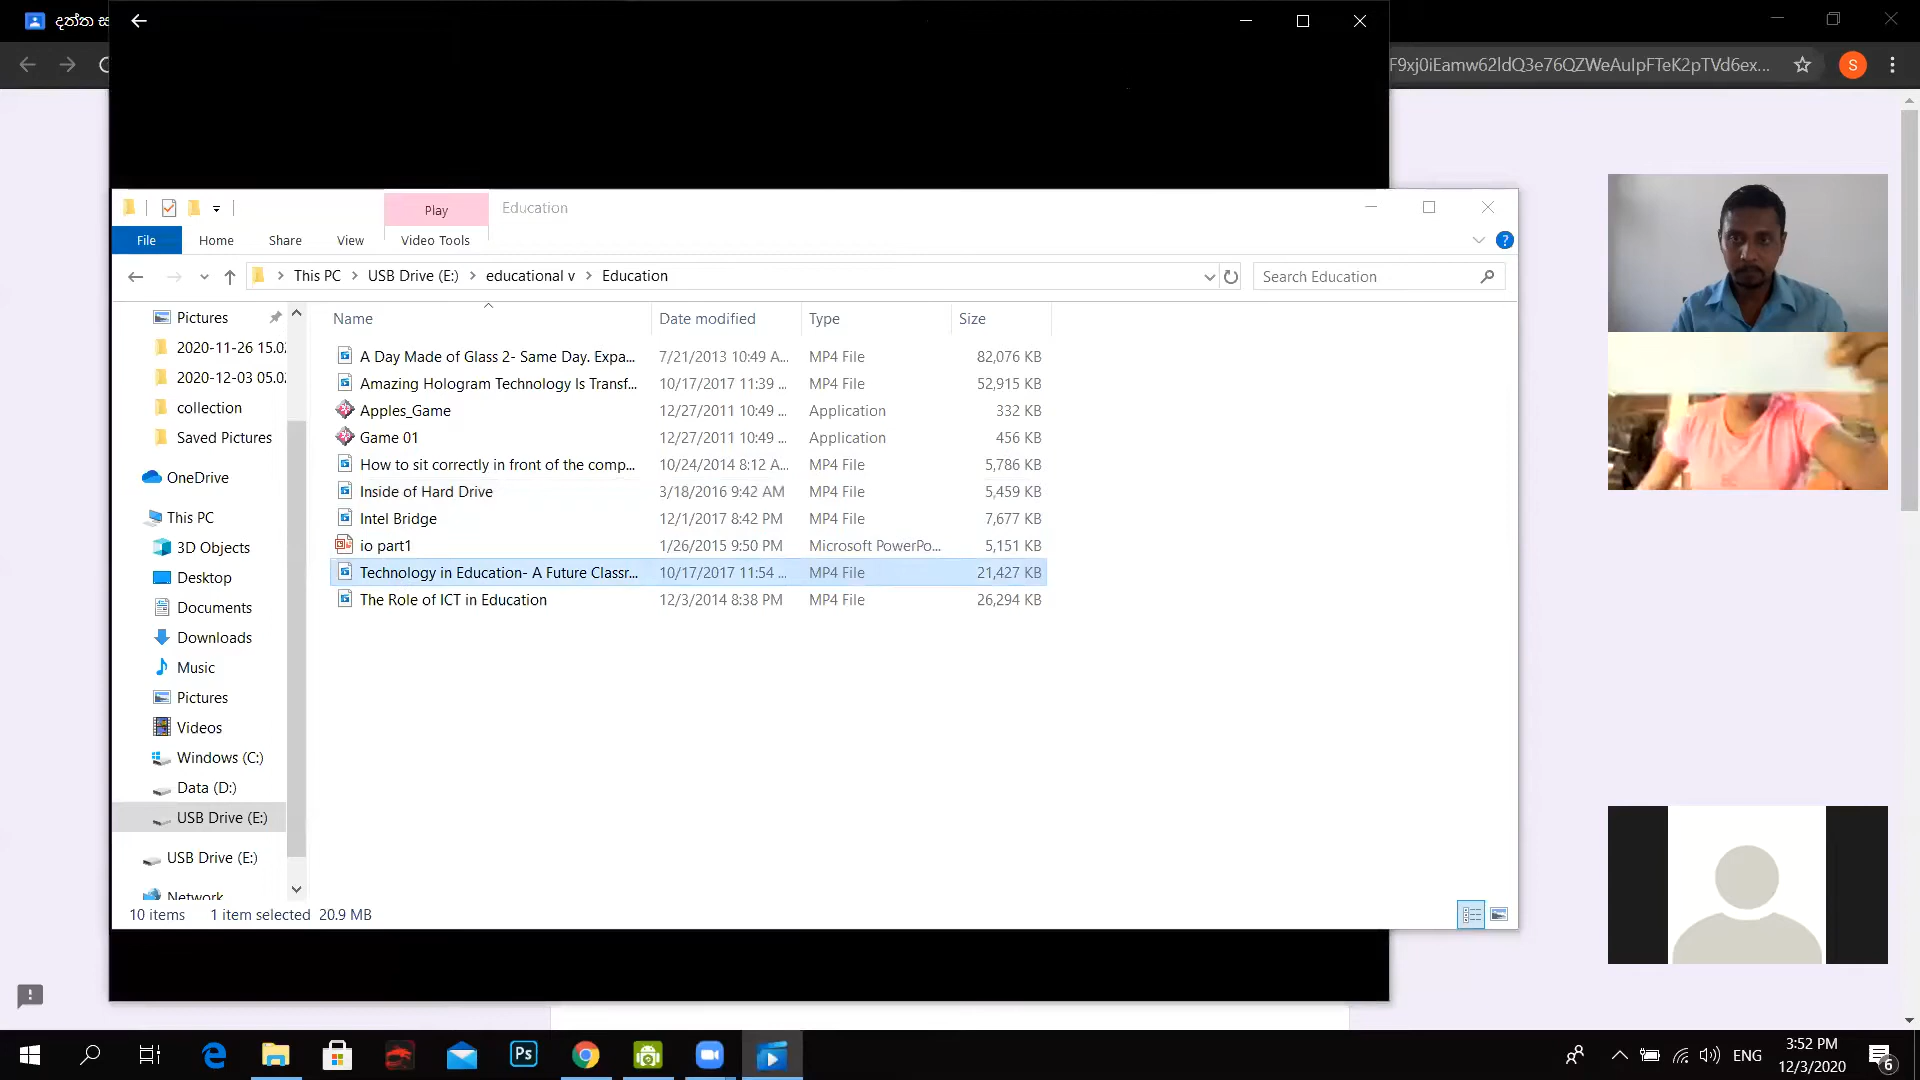 දත්ත ස
F9xj0iEamw62ldQ3e76QZWeAuIpFTeK2pTVd6ex...
S
Play
Education
File
Home
Share
View
Video Tools
?
This PC
USB Drive (E:)
educational v
Education
Search Education
Name
Date modified
Type
Size
A Day Made of Glass 2- Same Day. Expa...
7/21/2013 10:49 A...
MP4 File
82,076 KB
Amazing Hologram Technology Is Transf...
10/17/2017 11:39 ...
MP4 File
52,915 KB
Apples_Game
12/27/2011 10:49 ...
Application
332 KB
Game 01
12/27/2011 10:49 ...
Application
456 KB
How to sit correctly in front of the comp...
10/24/2014 8:12 A...
MP4 File
5,786 KB
Inside of Hard Drive
3/18/2016 9:42 AM
MP4 File
5,459 KB
Intel Bridge
12/1/2017 8:42 PM
MP4 File
7,677 KB
io part1
1/26/2015 9:50 PM
Microsoft PowerPo...
5,151 KB
Technology in Education- A Future Classr...
10/17/2017 11:54 ...
MP4 File
21,427 KB
The Role of ICT in Education
12/3/2014 8:38 PM
MP4 File
26,294 KB
Pictures
2020-11-26 15.02
2020-12-03 05.02
collection
Saved Pictures
OneDrive
This PC
3D Objects
Desktop
Documents
Downloads
Music
Pictures
Videos
Windows (C:)
Data (D:)
USB Drive (E:)
USB Drive (E:)
Network
10 items
1 item selected
20.9 MB
Ps
ENG
3:52 PM
12/3/2020
6